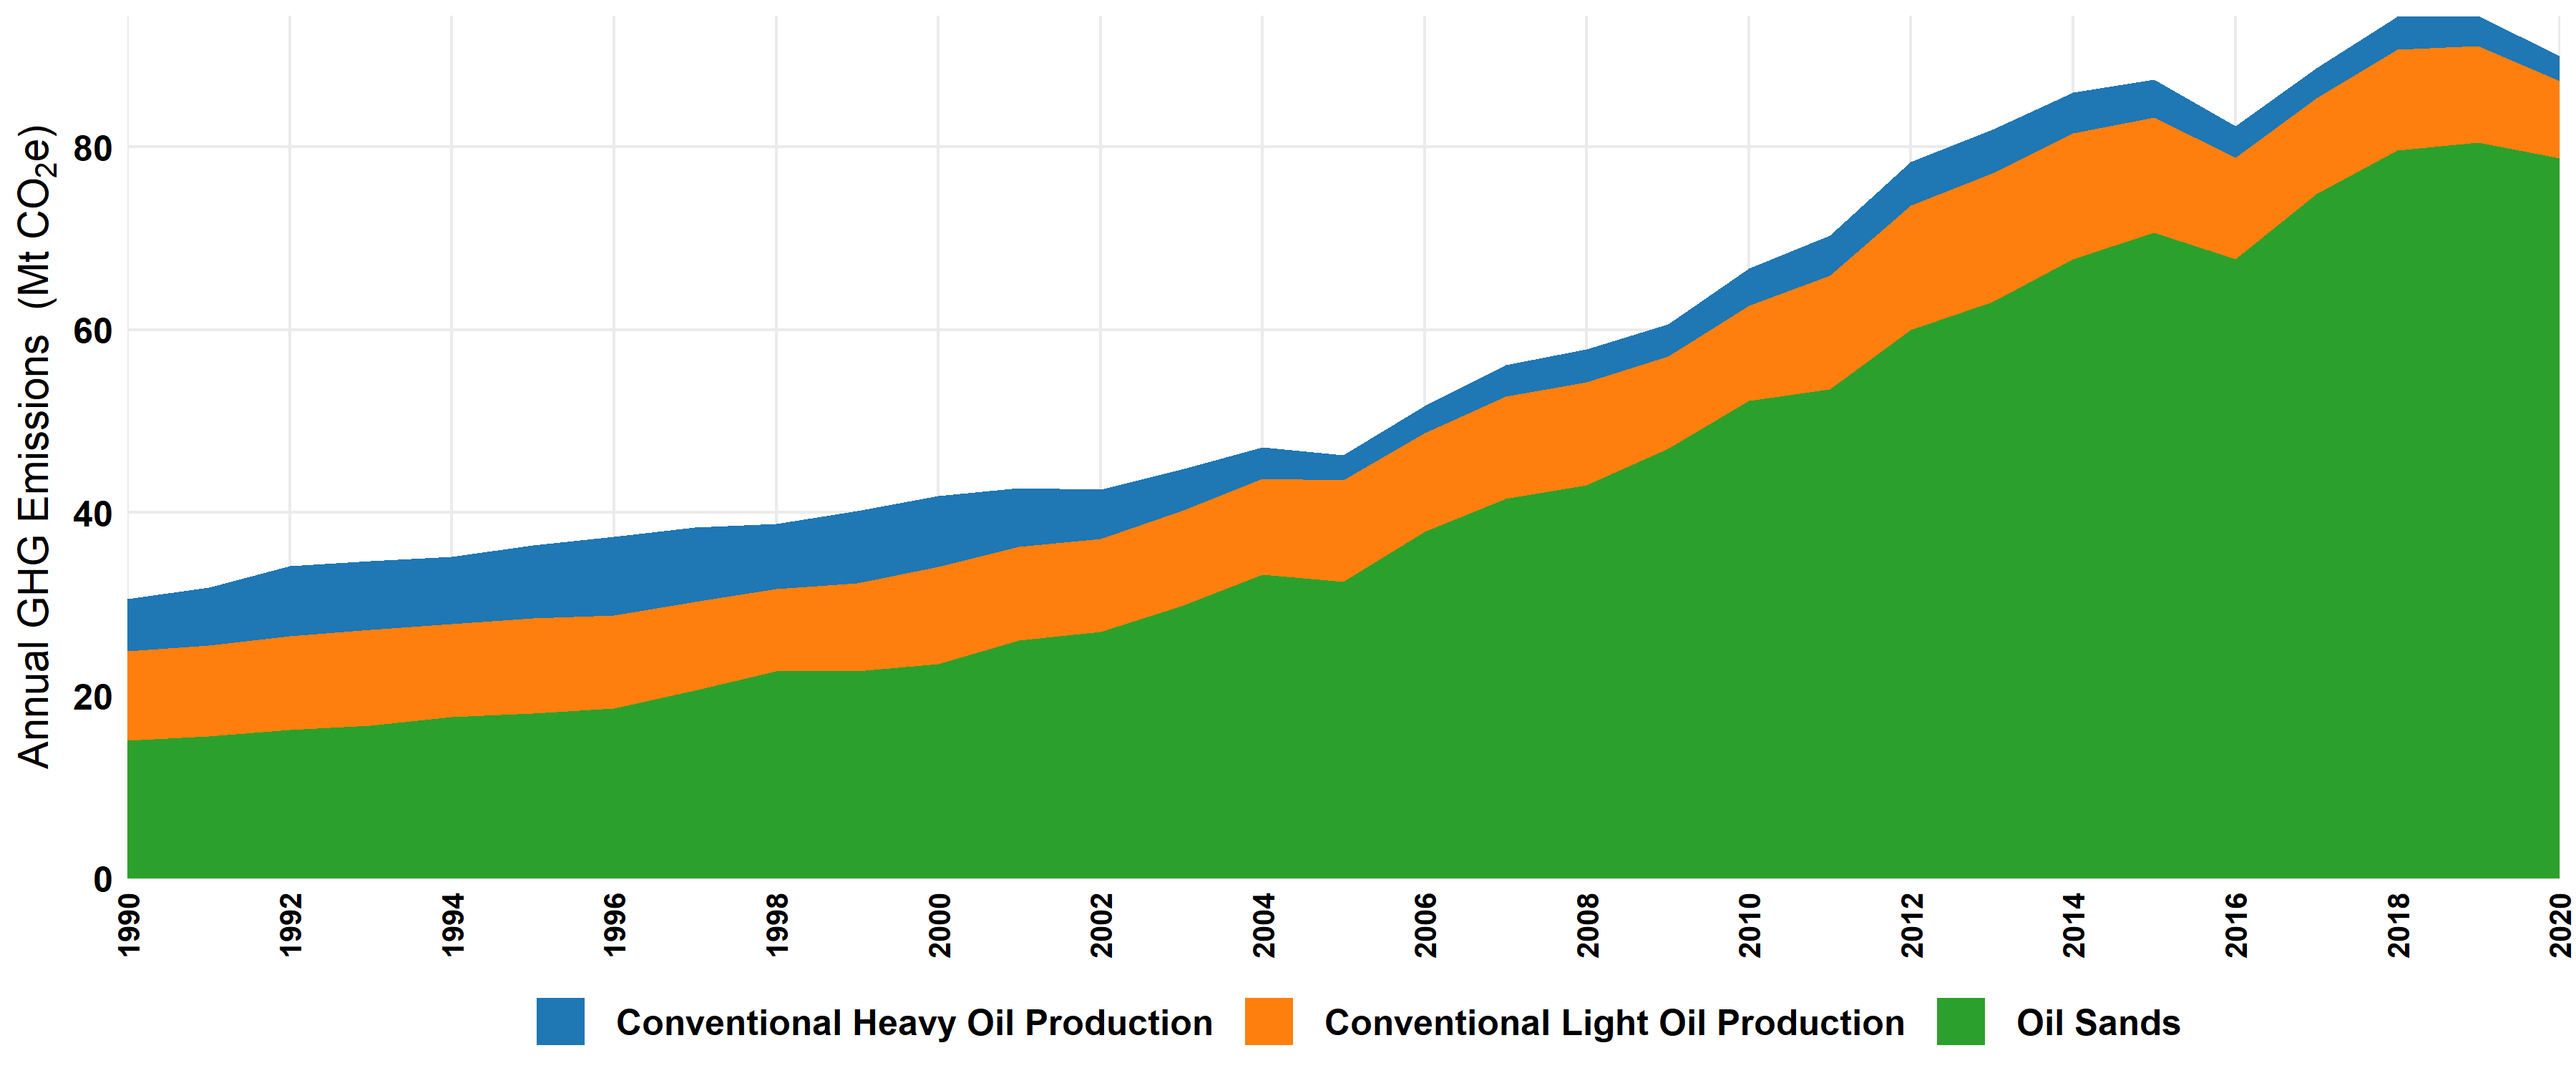 Annual GHG Emissions (Mt CO₂e)
80
60
40
20
0
1990 1992 1994 1996 1998 2000 2002 2004 2006 2008 2010 2012 2014 2016 2018 2020
Conventional Heavy Oil Production Conventional Light Oil Production Oil Sands